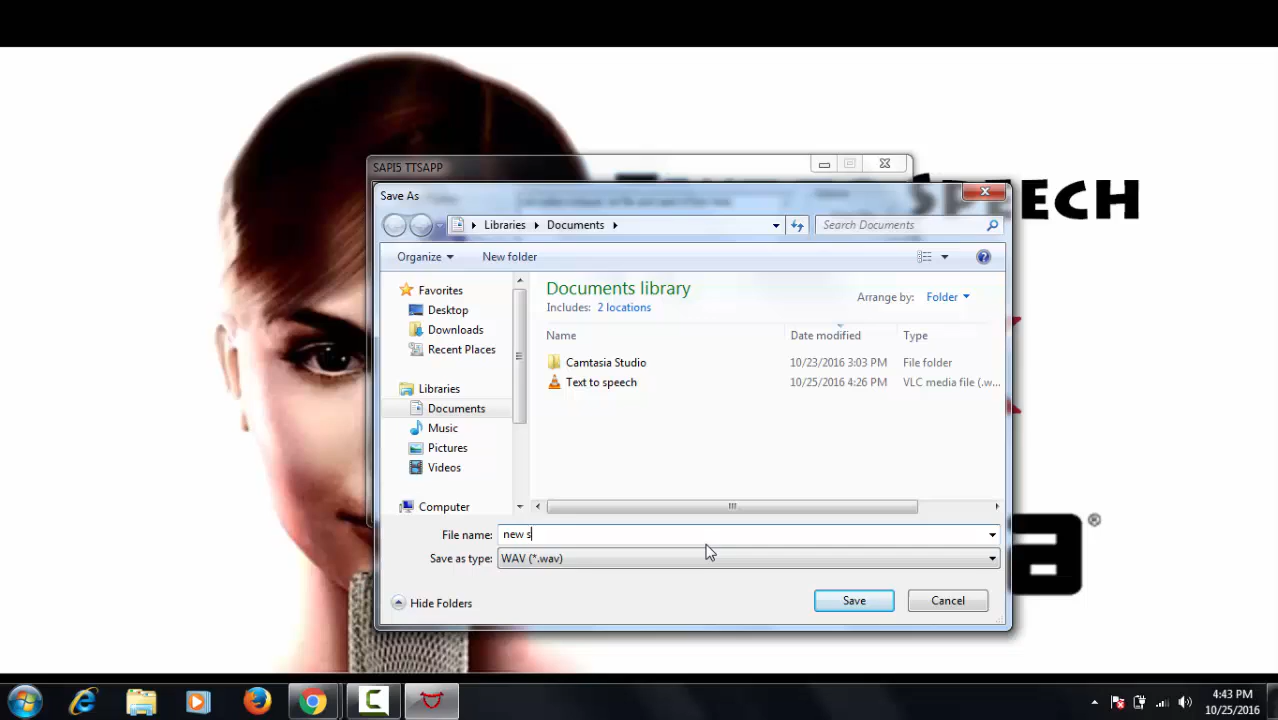 SPEECH
SAPI5 TTSAPP
Save As
Libraries Documents
Search Documents
Organize
New folder
Favorites
Desktop
Downloads
Recent Places
Libraries
Documents
Music
Pictures
Videos
Computer
Documents library
Includes: 2 locations
Arrange by: Folder
Name Date modified Type
Camtasia Studio 10/23/2016 3:03 PM File folder
Text to speech 10/25/2016 4:26 PM VLC media file (.w...
File name: new s
Save as type: WAV (*.wav)
Hide Folders
Save
Cancel
a®
4:43 PM
10/25/2016